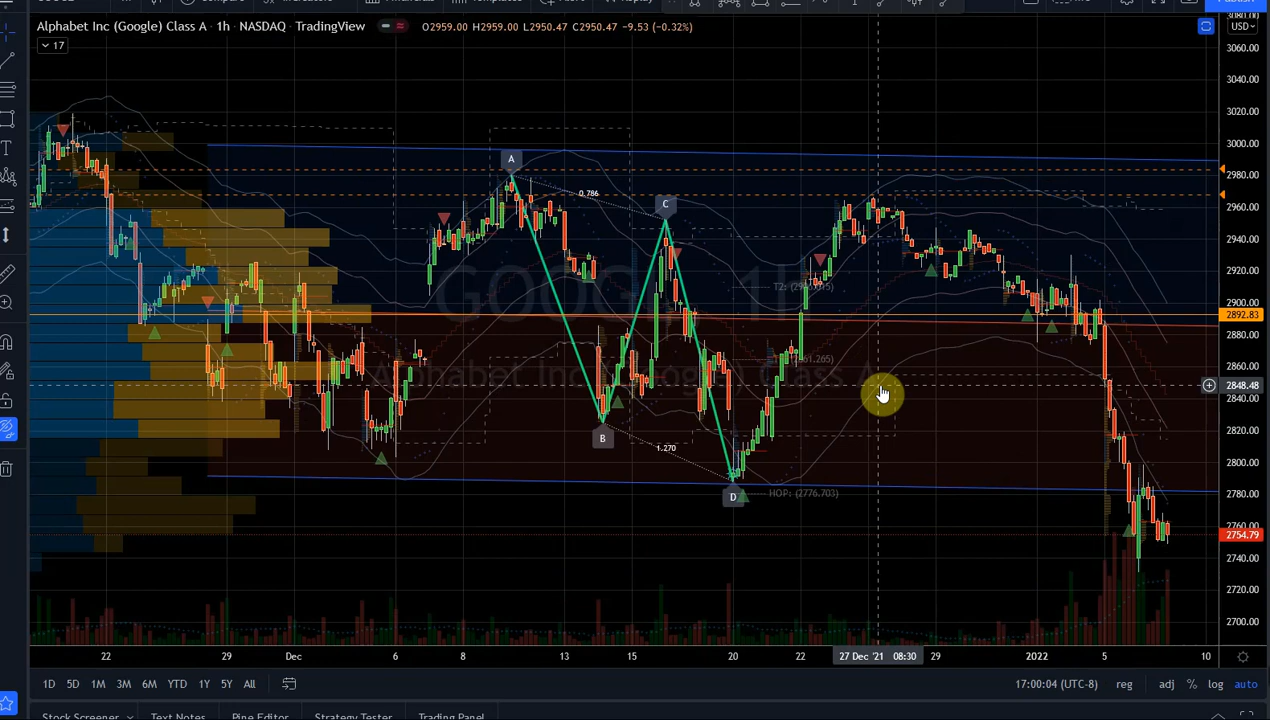 Alphabet Inc (Google) Class A · 1h · NASDAQ · TradingView
O2959.00 H2959.00 L2950.47 C2950.47 −9.53 (−0.32%)
USD
17
3060.00
3040.00
3020.00
3000.00
2980.00
2960.00
2940.00
2920.00
2900.00
2892.83
2880.00
2860.00
2848.48
2840.00
2820.00
2800.00
2780.00
2760.00
2754.79
2740.00
2720.00
2700.00
A
0.786
C
B
1.270
D
HOP: (2776.703)
22
29
Dec
6
8
13
15
20
22
27 Dec '21 08:30
29
2022
5
10
1D 5D 1M 3M 6M YTD 1Y 5Y All
17:00:04 (UTC-8) reg adj % log auto
Stock Screener Text Notes Pine Editor Strategy Tester Trading Panel